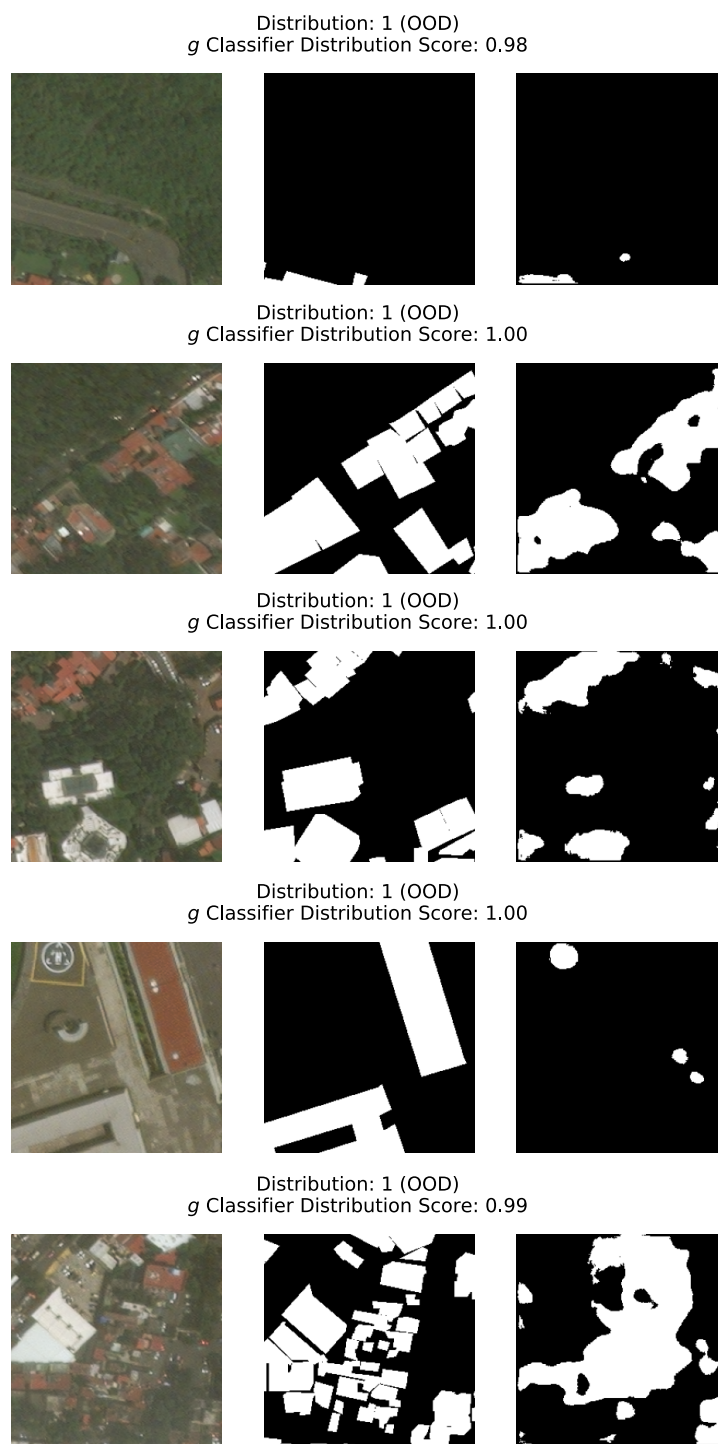 Distribution: 1 (OOD)
g Classifier Distribution Score: 0.98
Distribution: 1 (OOD)
g Classifier Distribution Score: 1.00
Distribution: 1 (OOD)
g Classifier Distribution Score: 1.00
Distribution: 1 (OOD)
g Classifier Distribution Score: 1.00
Distribution: 1 (OOD)
g Classifier Distribution Score: 0.99